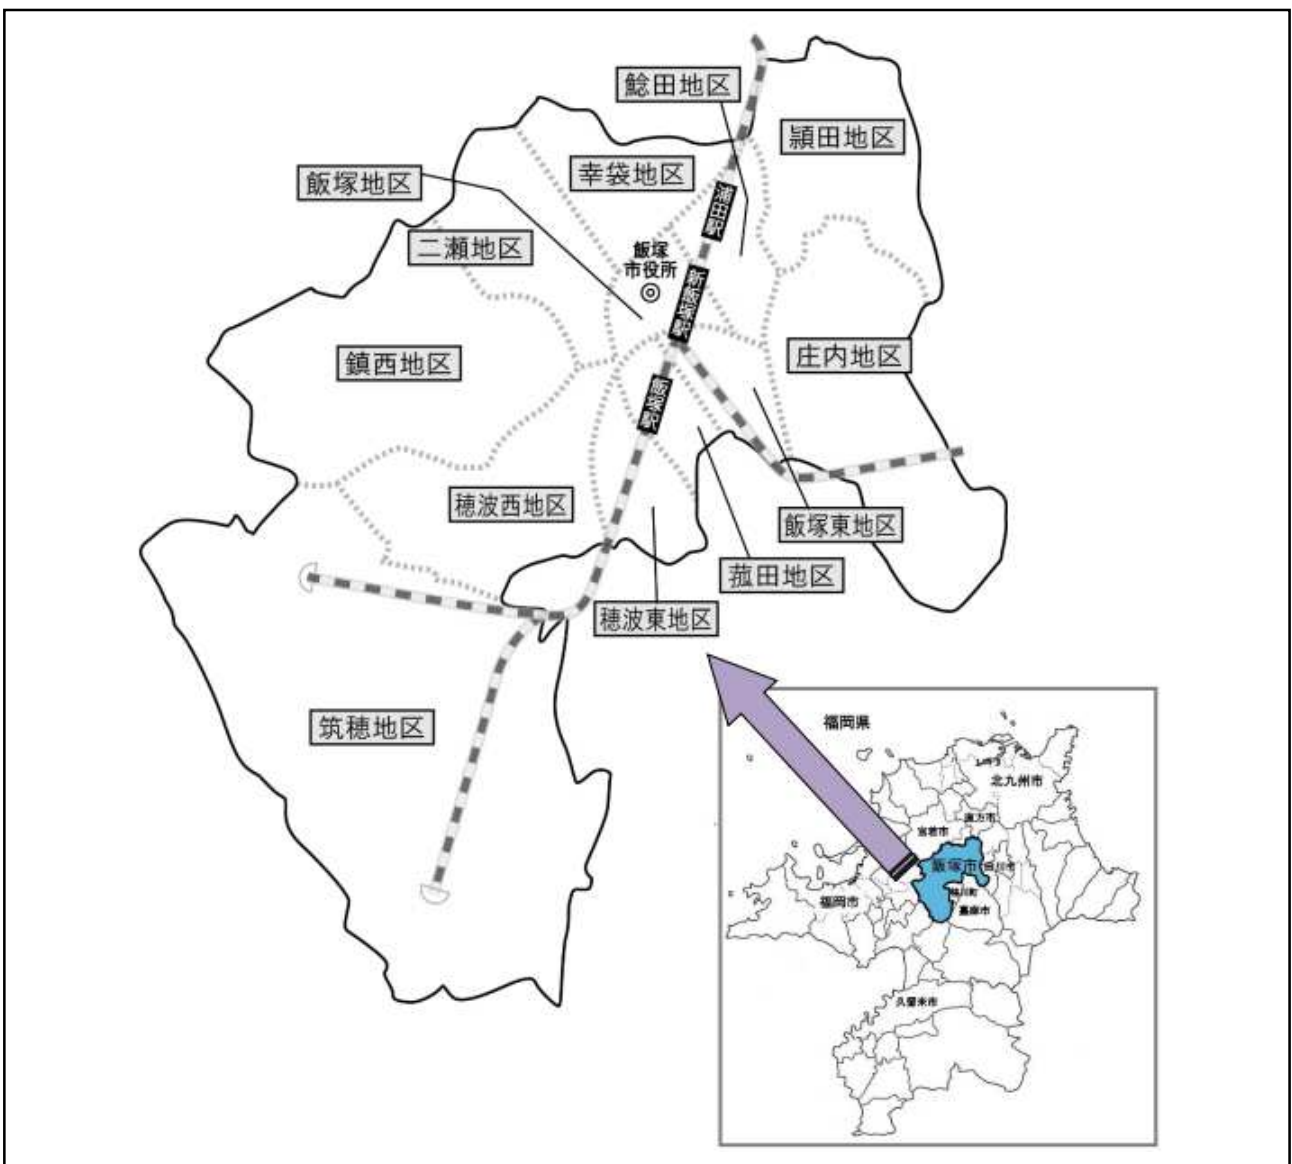 鯰田地区
頴田地区
幸袋地区
飯塚地区
浦田駅
二瀬地区
飯塚
市役所
新飯塚駅
鎮西地区
庄内地区
飯塚駅
穂波西地区
飯塚東地区
菰田地区
穂波東地区
筑穂地区
福岡県
北九州市
直方市
宮若市
飯塚市
田川市
桂川町
福岡市
嘉麻市
久留米市